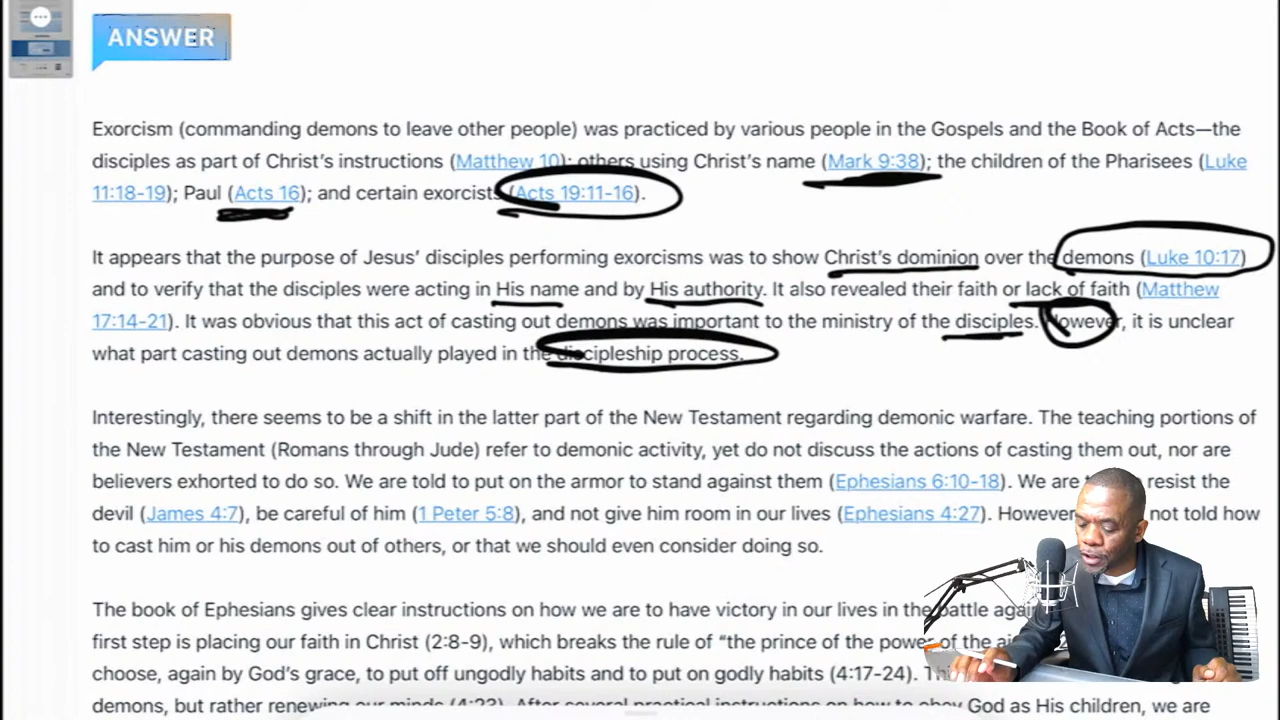 ANSWER
Exorcism (commanding demons to leave other people) was practiced by various people in the Gospels and the Book of Acts—the
disciples as part of Christ's instructions (Matthew 10); others using Christ's name (Mark 9:38); the children of the Pharisees (Luke
11:18-19); Paul (Acts 16); and certain exorcists (Acts 19:11-16).
It appears that the purpose of Jesus' disciples performing exorcisms was to show Christ's dominion over the demons (Luke 10:17)
and to verify that the disciples were acting in His name and by His authority. It also revealed their faith or lack of faith (Matthew
17:14-21). It was obvious that this act of casting out demons was important to the ministry of the disciples. However, it is unclear
what part casting out demons actually played in the discipleship process.
Interestingly, there seems to be a shift in the latter part of the New Testament regarding demonic warfare. The teaching portions of
the New Testament (Romans through Jude) refer to demonic activity, yet do not discuss the actions of casting them out, nor are
believers exhorted to do so. We are told to put on the armor to stand against them (Ephesians 6:10-18). We are resist the
devil (James 4:7), be careful of him (1 Peter 5:8), and not give him room in our lives (Ephesians 4:27). However not told how
to cast him or his demons out of others, or that we should even consider doing so.
The book of Ephesians gives clear instructions on how we are to have victory in our lives in the battle
first step is placing our faith in Christ (2:8-9), which breaks the rule of "the prince of the power of the
choose, again by God's grace, to put off ungodly habits and to put on godly habits (4:17-24).
demons, but rather renewing our minds (4:23). After several practical instructions on how to obey God as His children, we are